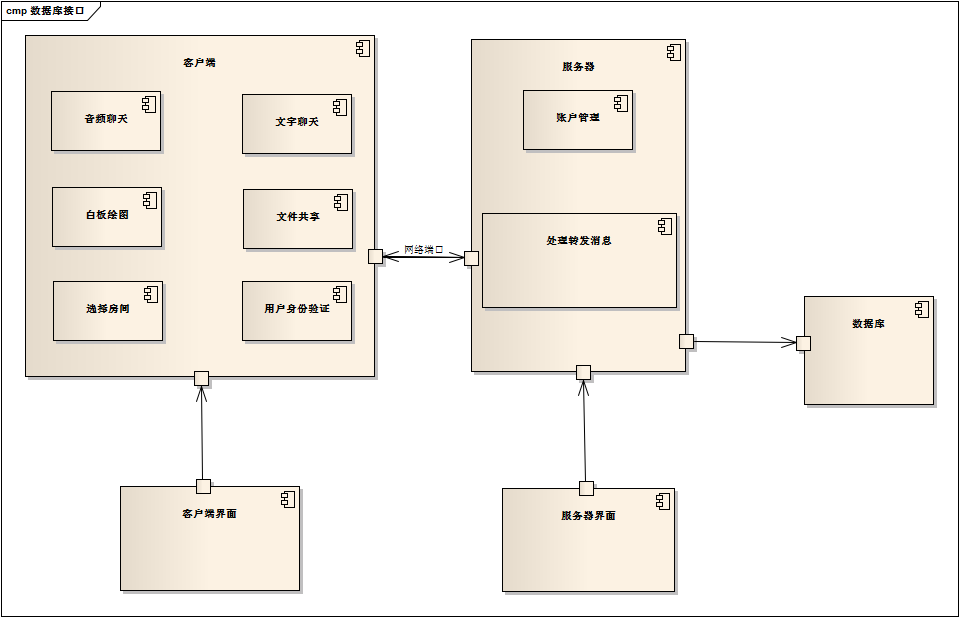 cmp 数据库接口
客户端
服务器
音频聊天
文字聊天
账户管理
白板绘图
文件共享
处理转发消息
网络端口
选择房间
用户身份验证
数据库
客户端界面
服务器界面